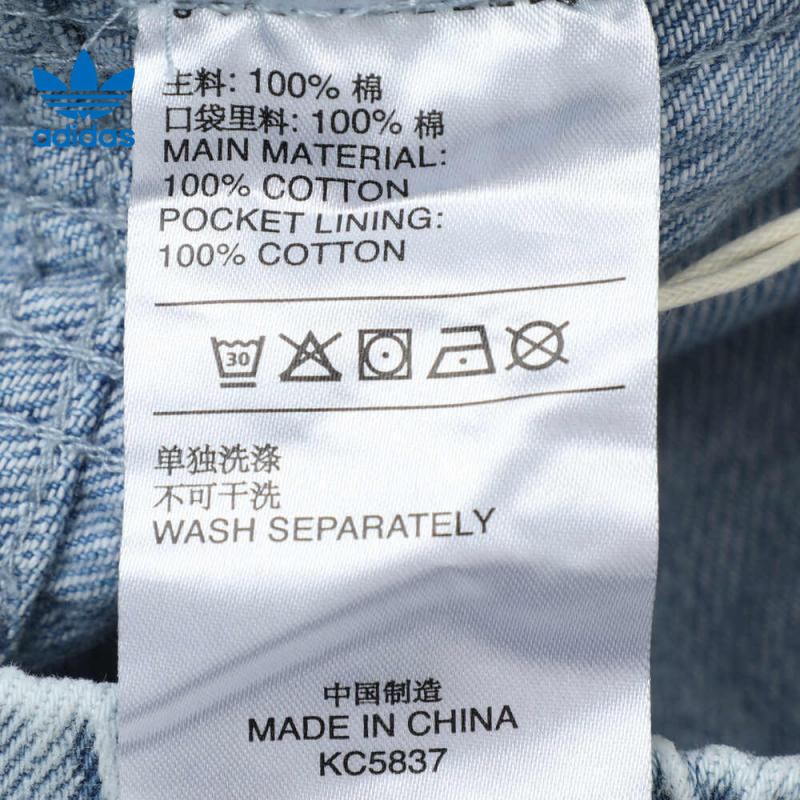 adidas
主料: 100% 棉
口袋里料: 100% 棉
MAIN MATERIAL:
100% COTTON
POCKET LINING:
100% COTTON
30
单独洗涤
不可干洗
WASH SEPARATELY
中国制造
MADE IN CHINA
KC5837